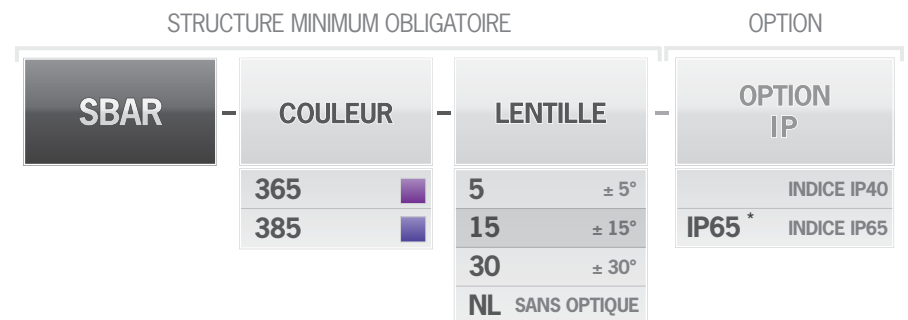 STRUCTURE MINIMUM OBLIGATOIRE
OPTION
SBAR - COULEUR - LENTILLE - OPTION IP
365
385
5 ± 5°
15 ± 15°
30 ± 30°
NL SANS OPTIQUE
INDICE IP40
IP65 * INDICE IP65